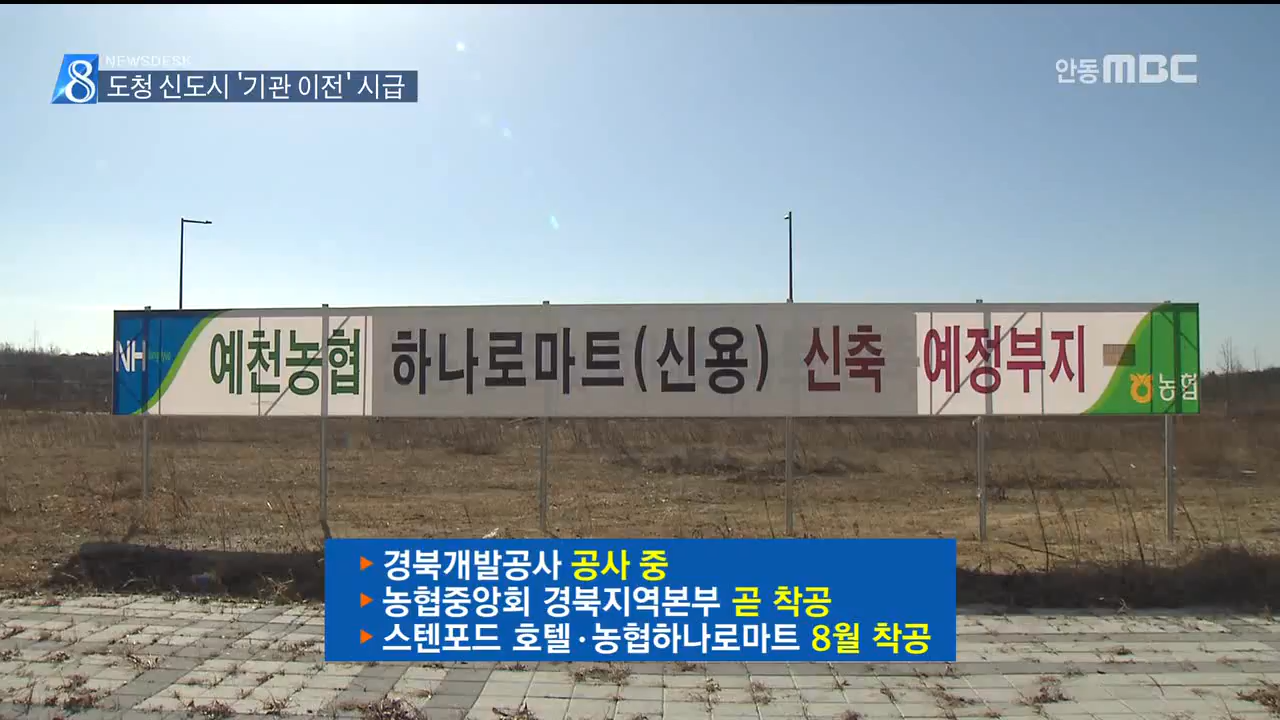 NEWSDESK
8 도청 신도시 '기관 이전' 시급
안동MBC
NH 예천농협 하나로마트(신용) 신축 예정부지 농협
▶ 경북개발공사 공사 중
▶ 농협중앙회 경북지역본부 곧 착공
▶ 스텐포드 호텔·농협하나로마트 8월 착공